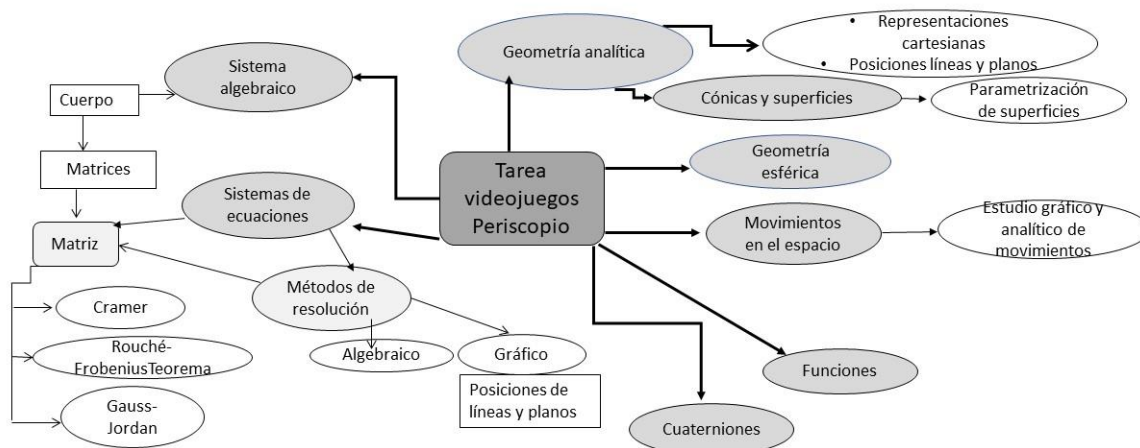 Geometría analítica
• Representaciones
cartesianas
• Posiciones líneas y planos
Sistema
algebraico
Cuerpo
Cónicas y superficies
Parametrización
de superficies
Matrices
Tarea
videojuegos
Periscopio
Geometría
esférica
Sistemas de
ecuaciones
Movimientos
en el espacio
Estudio gráfico y
analítico de
movimientos
Matriz
Métodos de
resolución
Cramer
Algebraico
Gráfico
Rouché-
FrobeniusTeorema
Posiciones de
líneas y planos
Funciones
Gauss-
Jordan
Cuaterniones